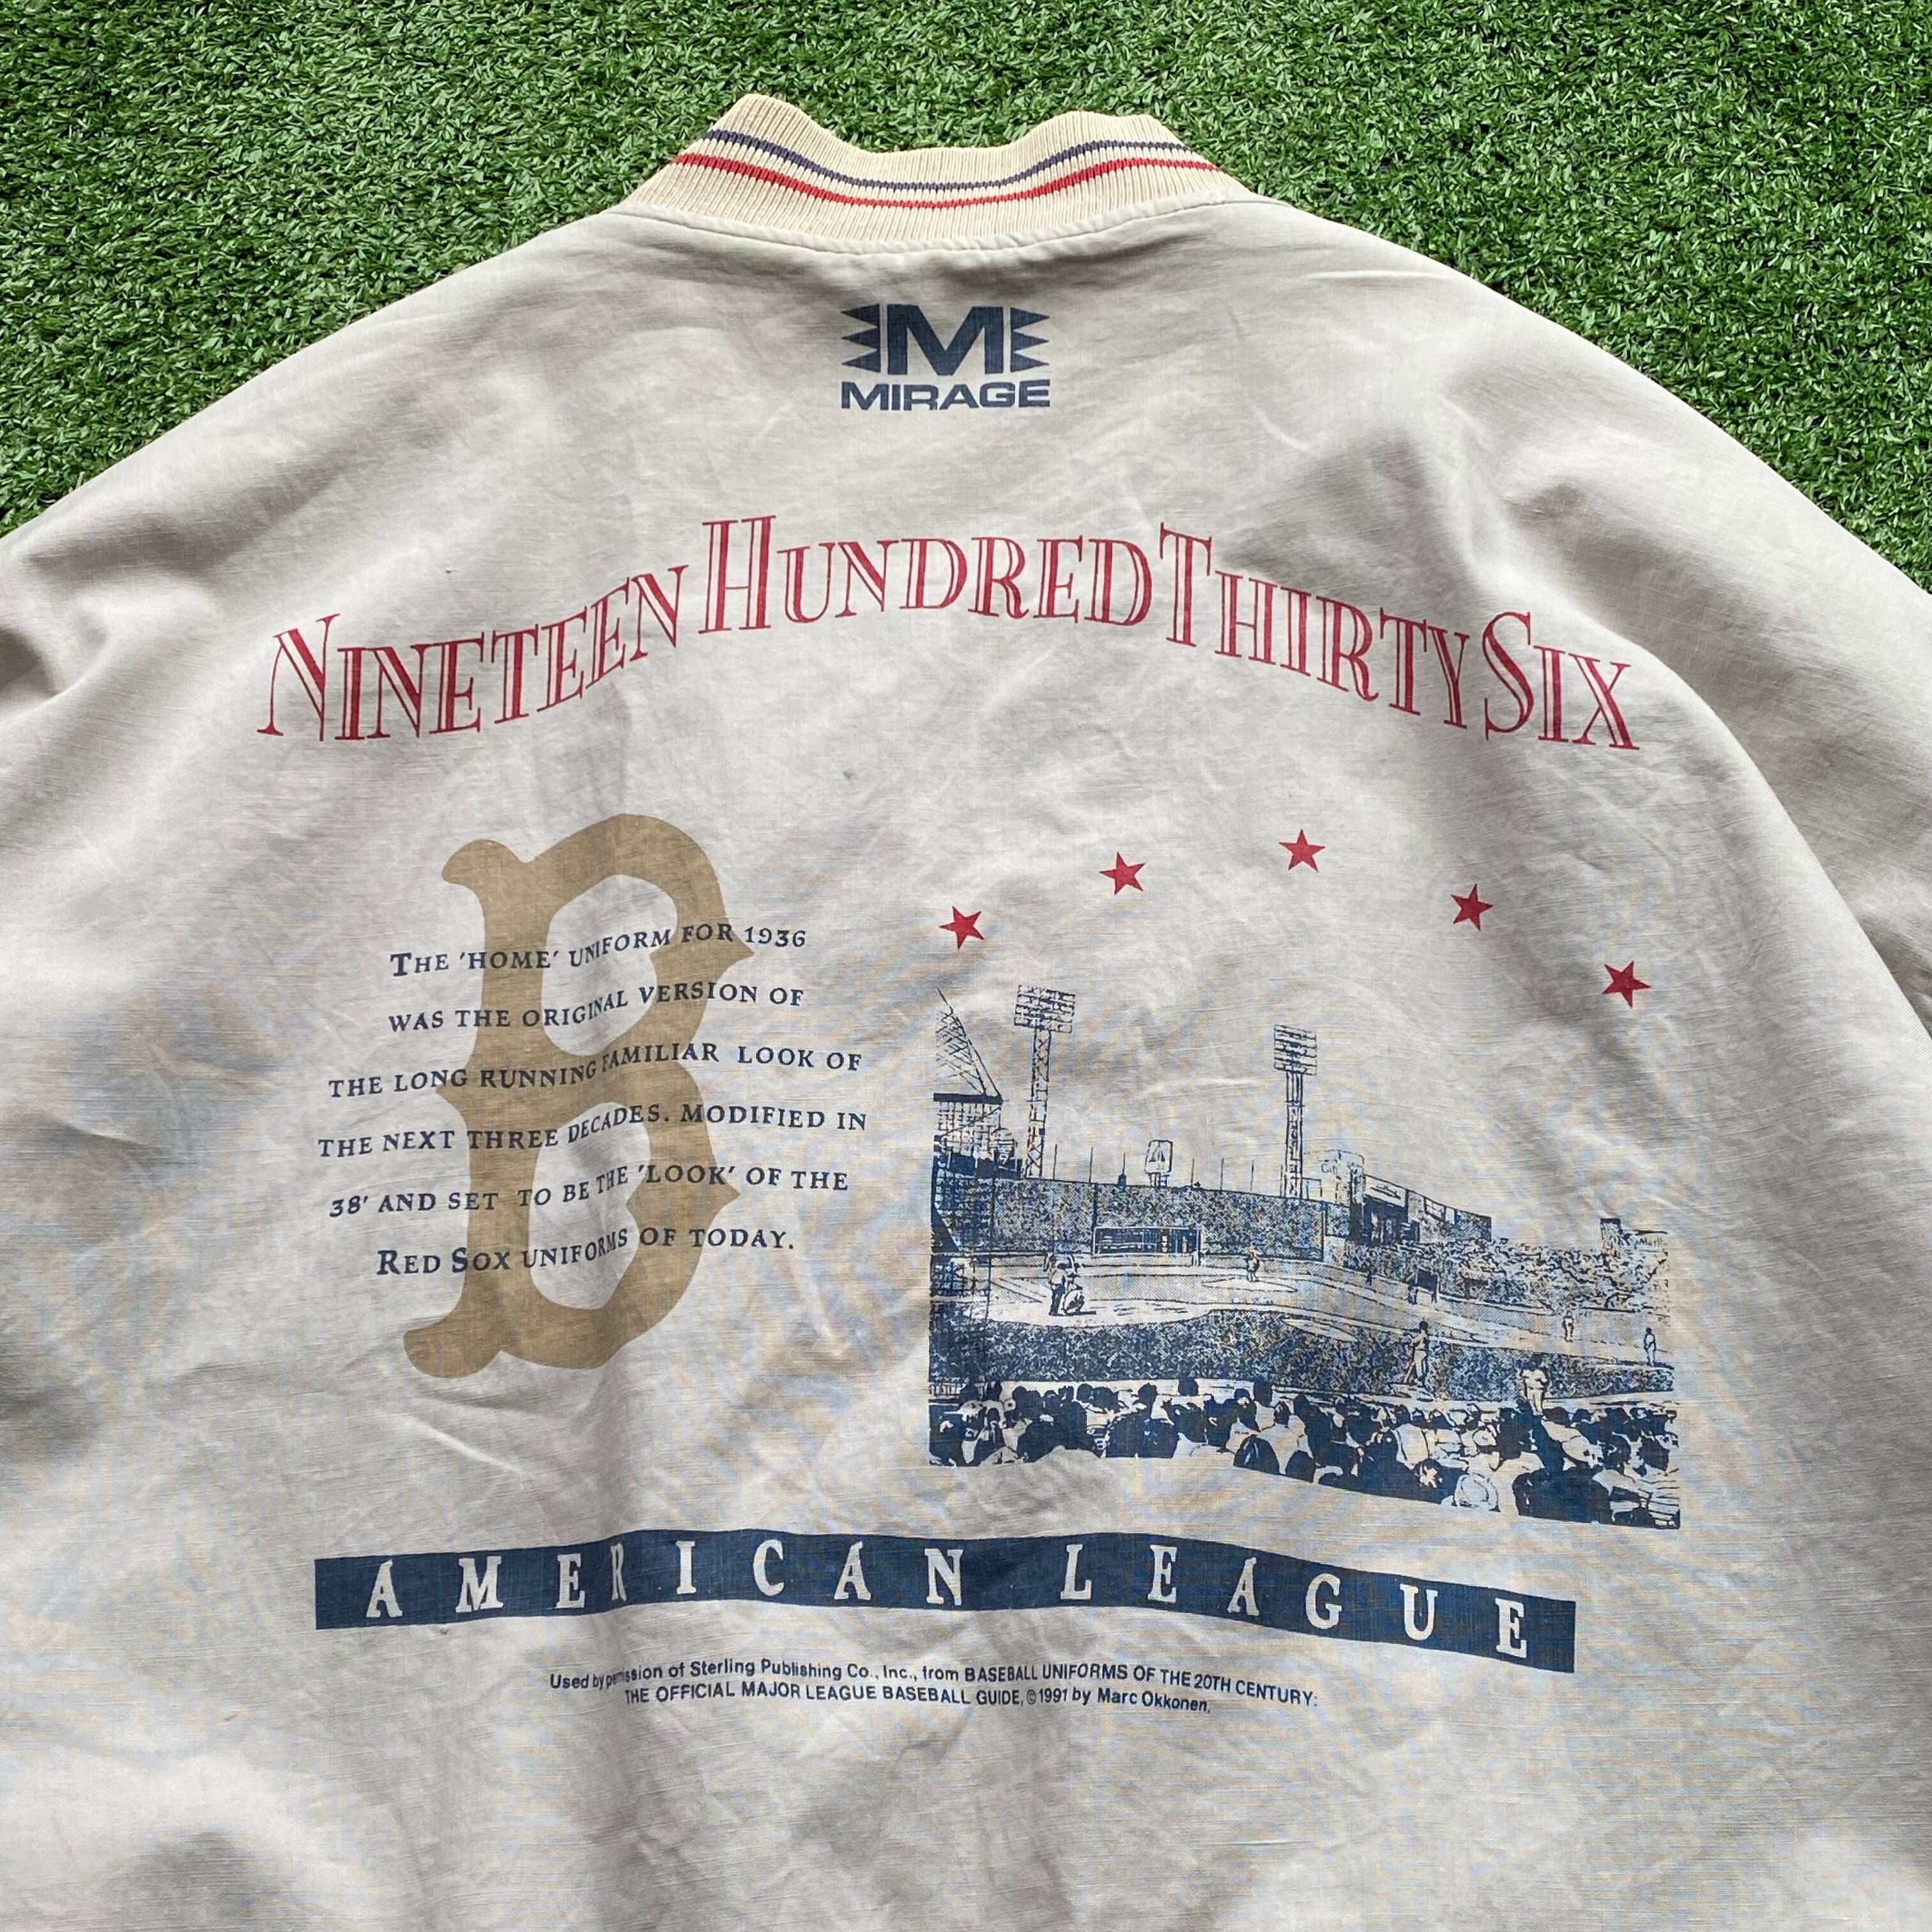 M
MIRAGE
NINETEEN HUNDRED THIRTY SIX
B
THE 'HOME' UNIFORM FOR 1936
WAS THE ORIGINAL VERSION OF
THE LONG RUNNING FAMILIAR LOOK OF
THE NEXT THREE DECADES. MODIFIED IN
38' AND SET TO BE THE 'LOOK' OF THE
RED SOX UNIFORMS OF TODAY.
AMERICAN LEAGUE
Used by permission of Sterling Publishing Co., Inc., from BASEBALL UNIFORMS OF THE 20TH CENTURY:
THE OFFICIAL MAJOR LEAGUE BASEBALL GUIDE, ©1991 by Marc Okkonen.